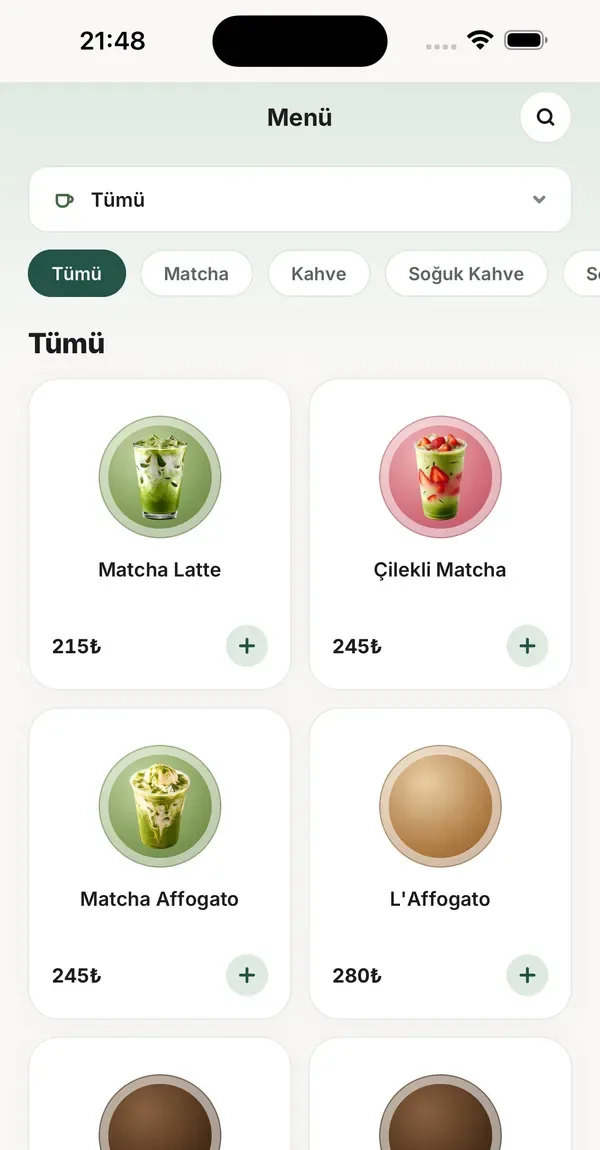 21:48
Menü
Tümü
Tümü Matcha Kahve Soğuk Kahve
Tümü
Matcha Latte
215₺
Çilekli Matcha
245₺
Matcha Affogato
245₺
L'Affogato
280₺